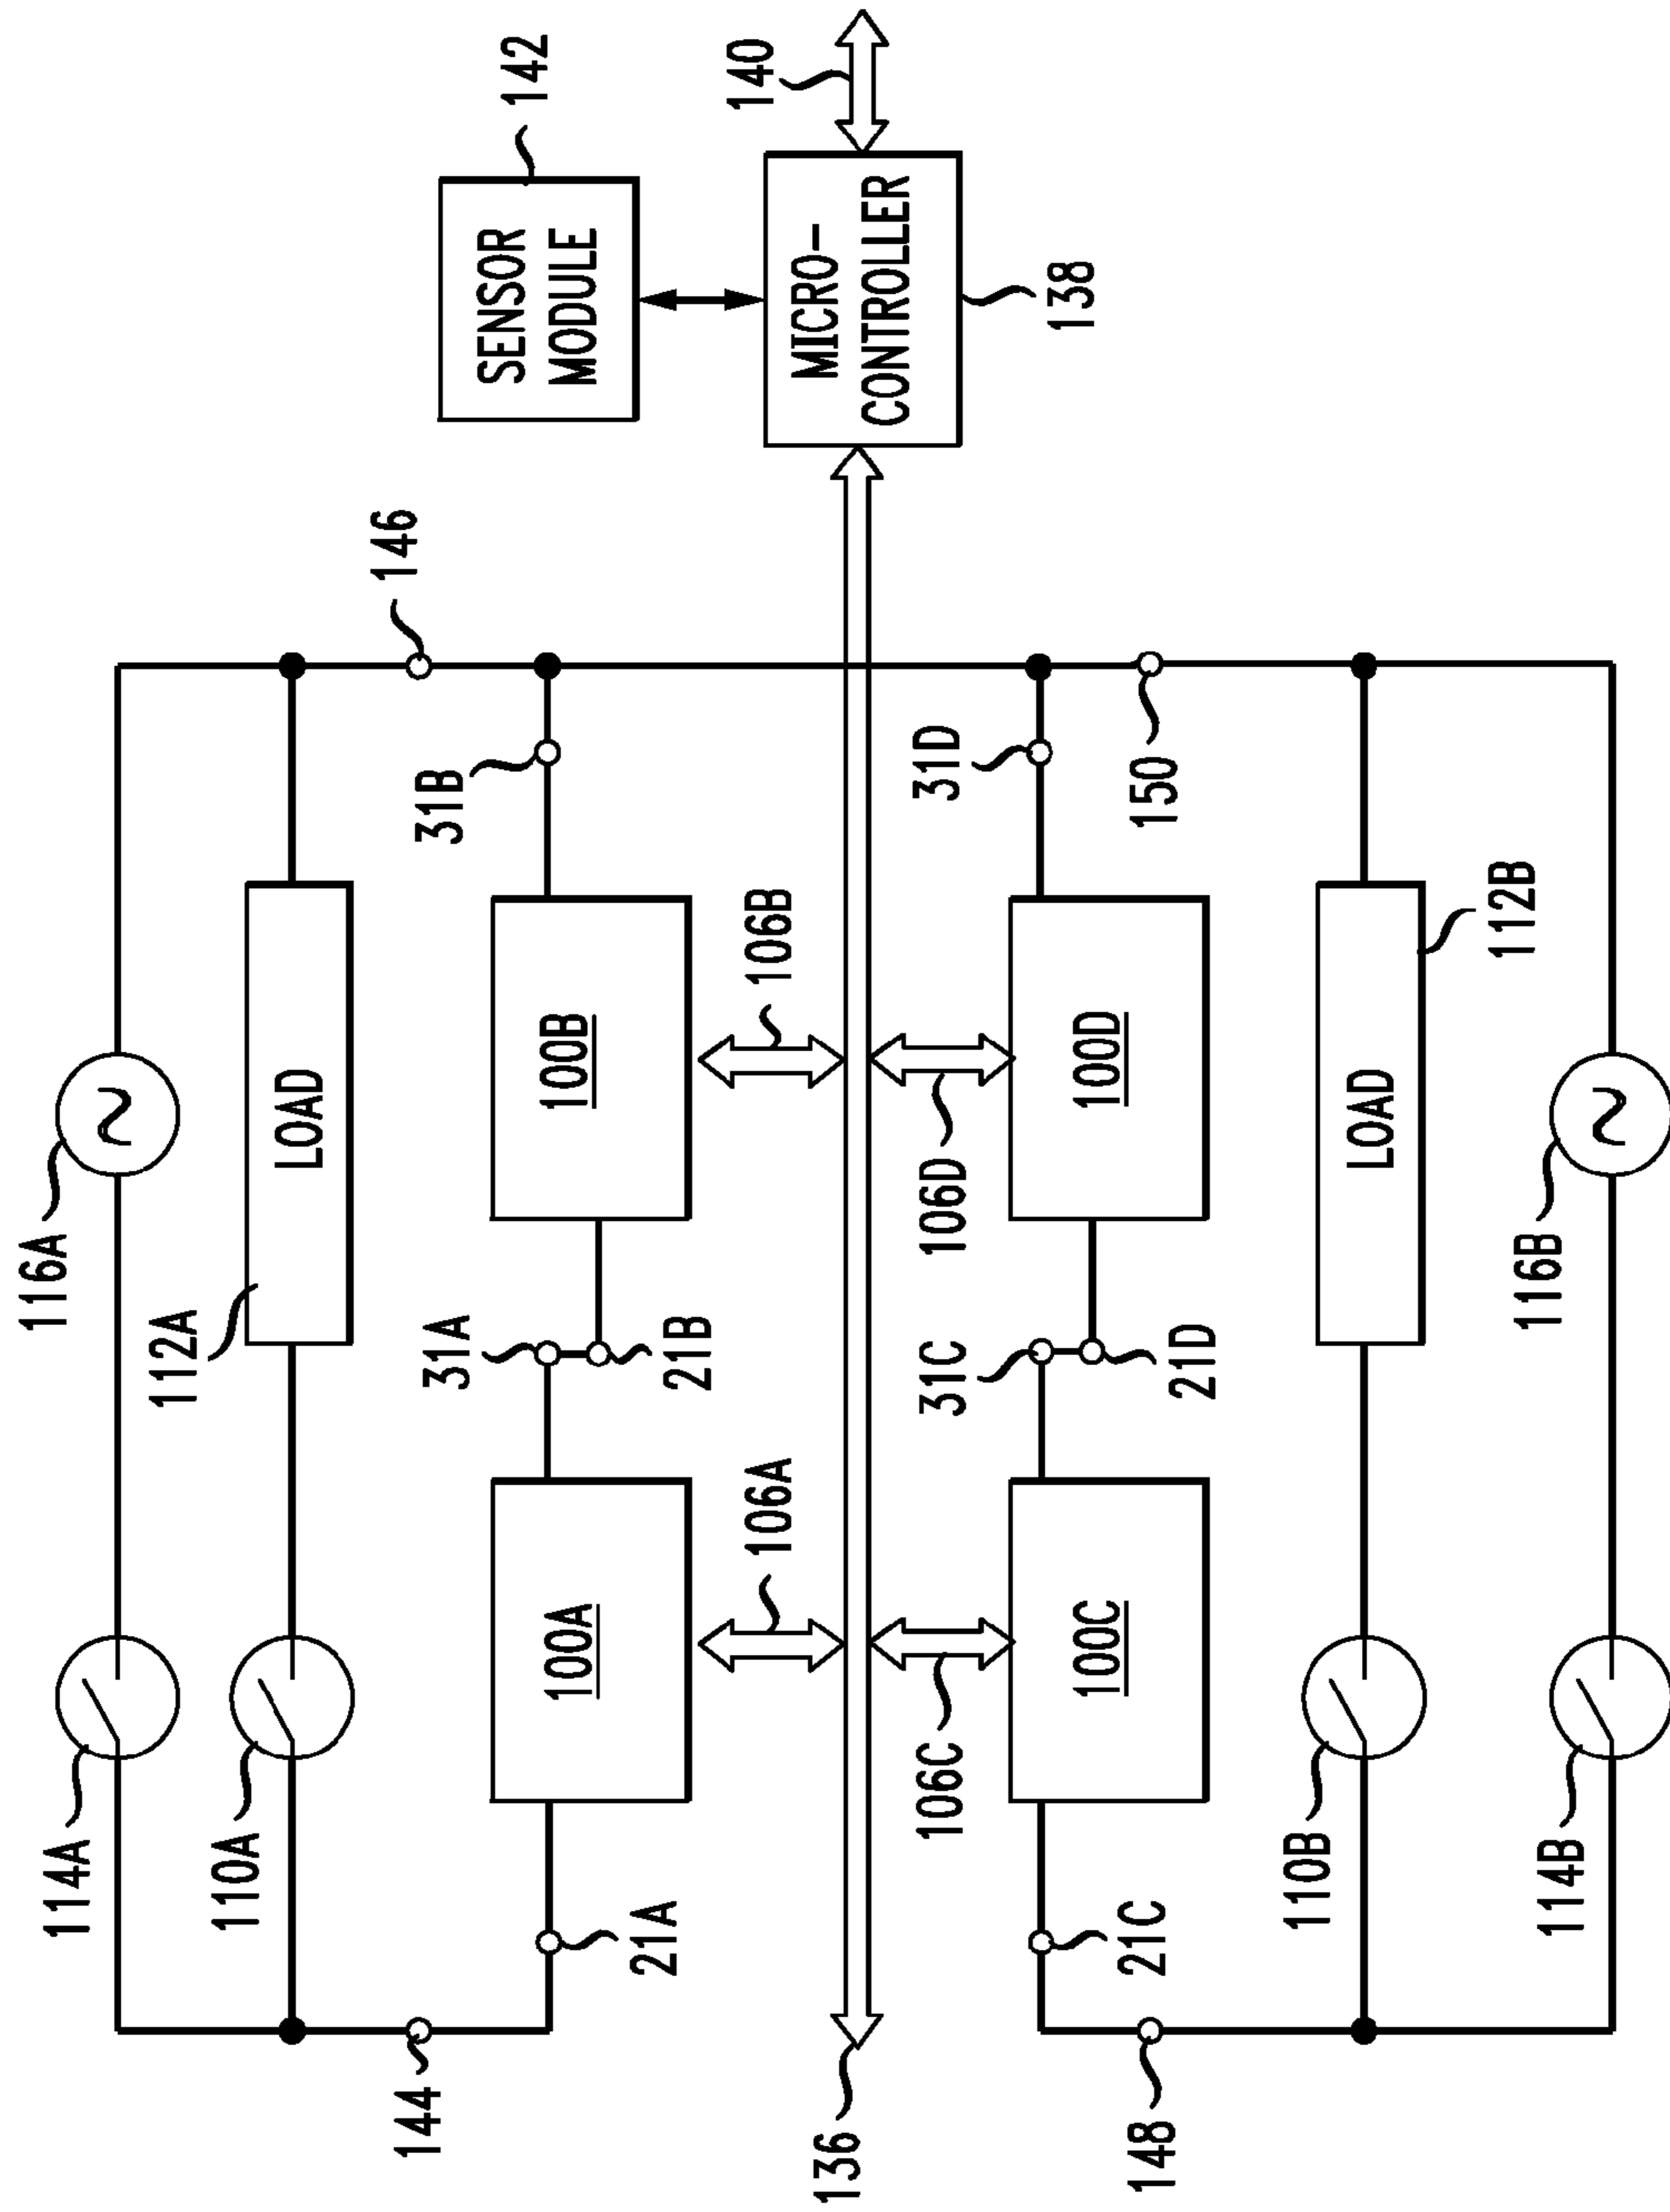 116A
114A
112A
LOAD
110A
146
144
31B
31A
21B
21A
100B
100A
106B
106A
SENSOR
MODULE
142
140
MICRO-
CONTROLLER
138
136
106D
106C
31D
31C
21D
21C
100D
100C
150
148
LOAD
112B
110B
116B
114B